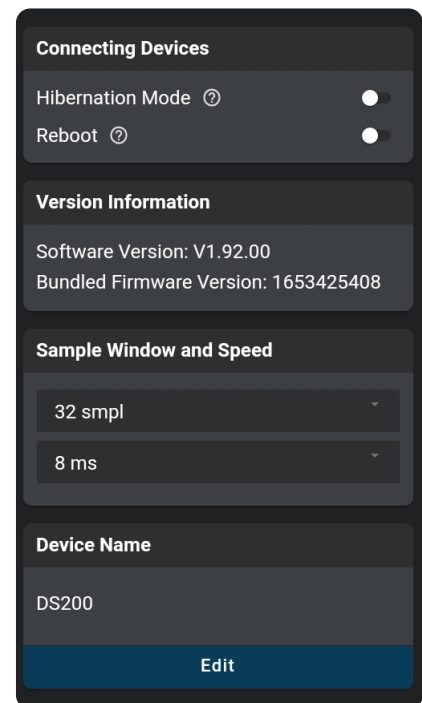 Connecting Devices
Hibernation Mode
Reboot
Version Information
Software Version: V1.92.00
Bundled Firmware Version: 1653425408
Sample Window and Speed
32 smpl
8 ms
Device Name
DS200
Edit